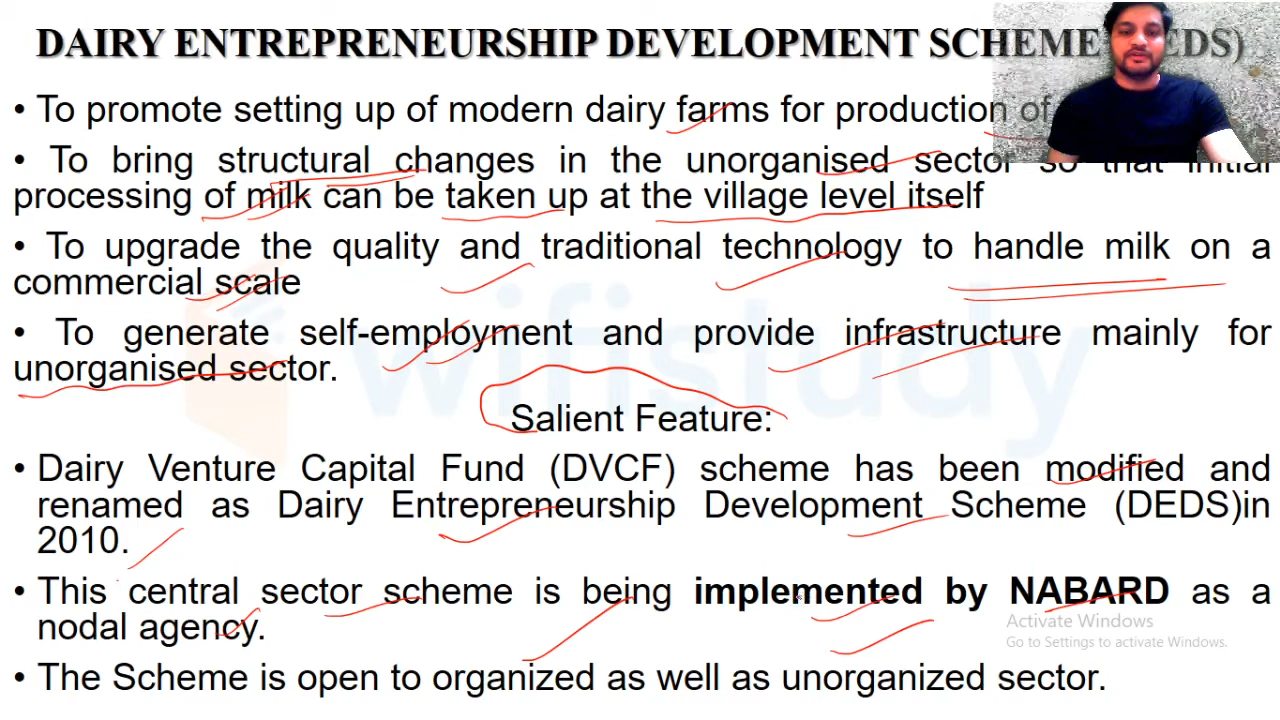 DAIRY ENTREPRENEURSHIP DEVELOPMENT SCHEME EDS)
• To promote setting up of modern dairy farms for production of
• To bring structural changes in the unorganised sector so that initial
processing of milk can be taken up at the village level itself
• To upgrade the quality and traditional technology to handle milk on a
commercial scale
• To generate self-employment and provide infrastructure mainly for
unorganised sector.
Salient Feature:
• Dairy Venture Capital Fund (DVCF) scheme has been modified and
renamed as Dairy Entrepreneurship Development Scheme (DEDS)in
2010.
• This central sector scheme is being implemented by NABARD as a
nodal agency.
Activate Windows
Go to Settings to activate Windows.
• The Scheme is open to organized as well as unorganized sector.
wifistudy